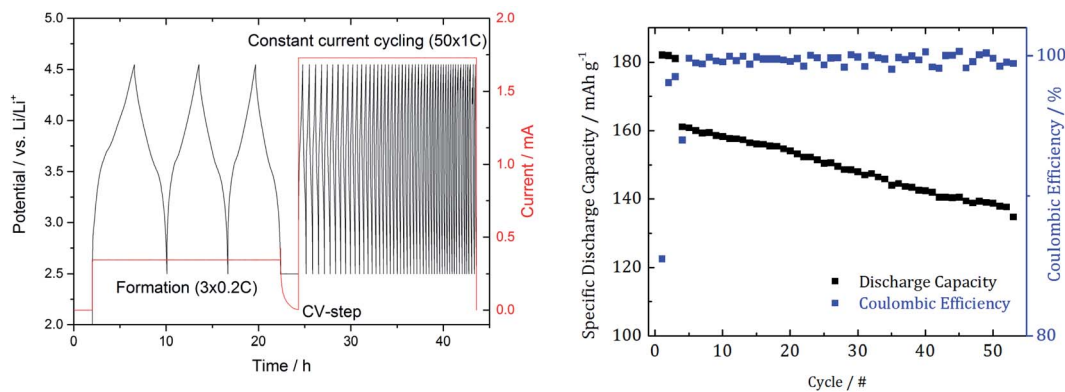 5.0
4.5
4.0
3.5
3.0
2.5
2.0
Potential / vs. Li/Li⁺
Constant current cycling (50x1C)
Formation (3x0.2C)
CV-step
0
10
20
30
40
Time / h
2.0
1.5
1.0
0.5
0.0
Current / mA
180
160
140
120
100
Specific Discharge Capacity / mAh g⁻¹
Discharge Capacity
Coulombic Efficiency
0
10
20
30
40
50
Cycle / #
100
80
Coulombic Efficiency / %